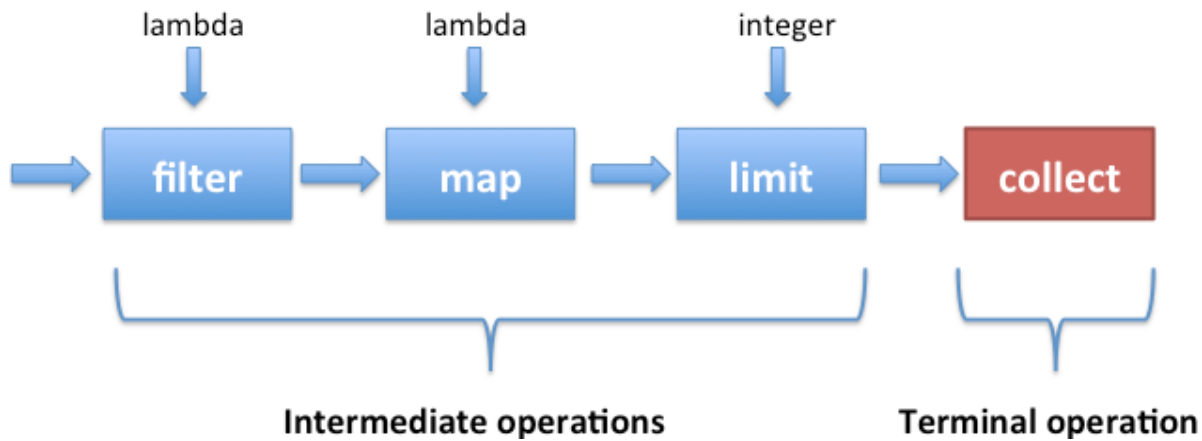 lambda lambda integer
filter map limit collect
Intermediate operations Terminal operation